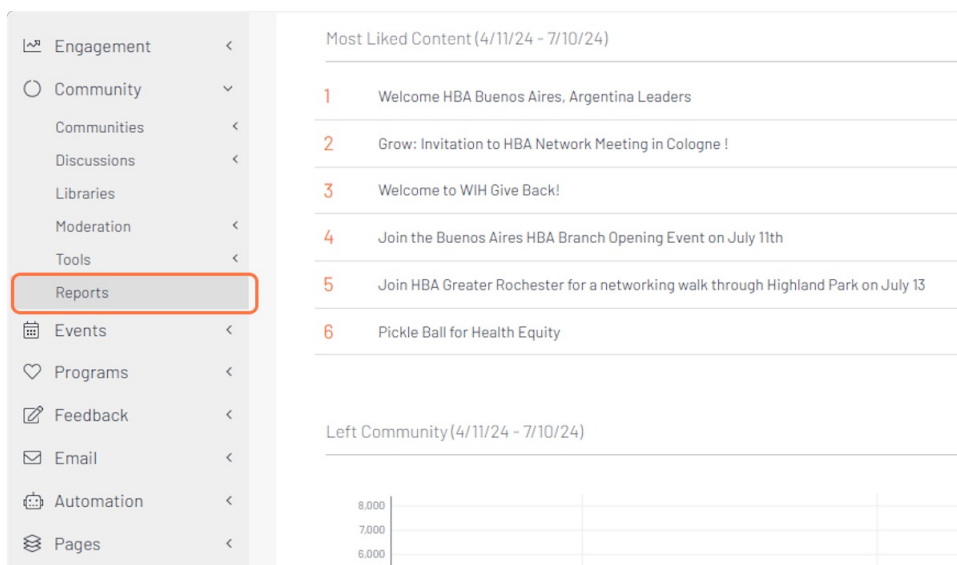 Engagement
Community
Communities
Discussions
Libraries
Moderation
Tools
Reports
Events
Programs
Feedback
Email
Automation
Pages
Most Liked Content (4/11/24 - 7/10/24)
1 Welcome HBA Buenos Aires, Argentina Leaders
2 Grow: Invitation to HBA Network Meeting in Cologne !
3 Welcome to WIH Give Back!
4 Join the Buenos Aires HBA Branch Opening Event on July 11th
5 Join HBA Greater Rochester for a networking walk through Highland Park on July 13
6 Pickle Ball for Health Equity
Left Community (4/11/24 - 7/10/24)
8,000
7,000
6,000